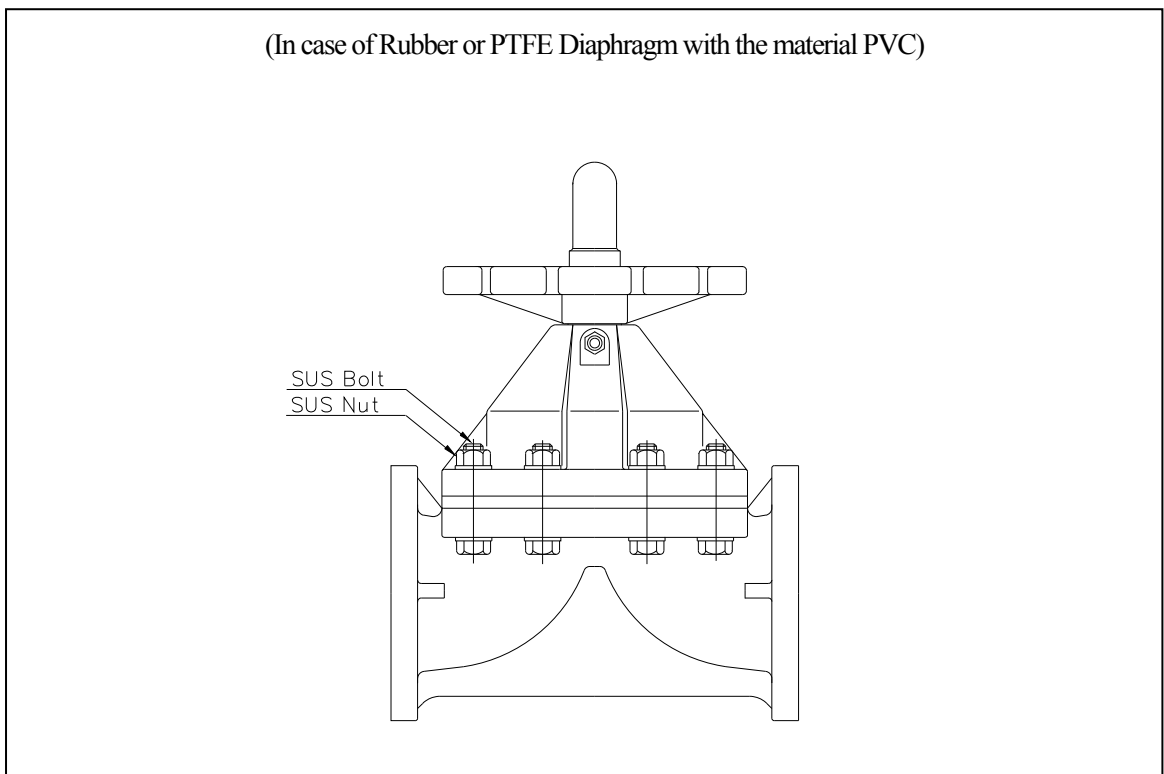 (In case of Rubber or PTFE Diaphragm with the material PVC)
SUS Bolt
SUS Nut